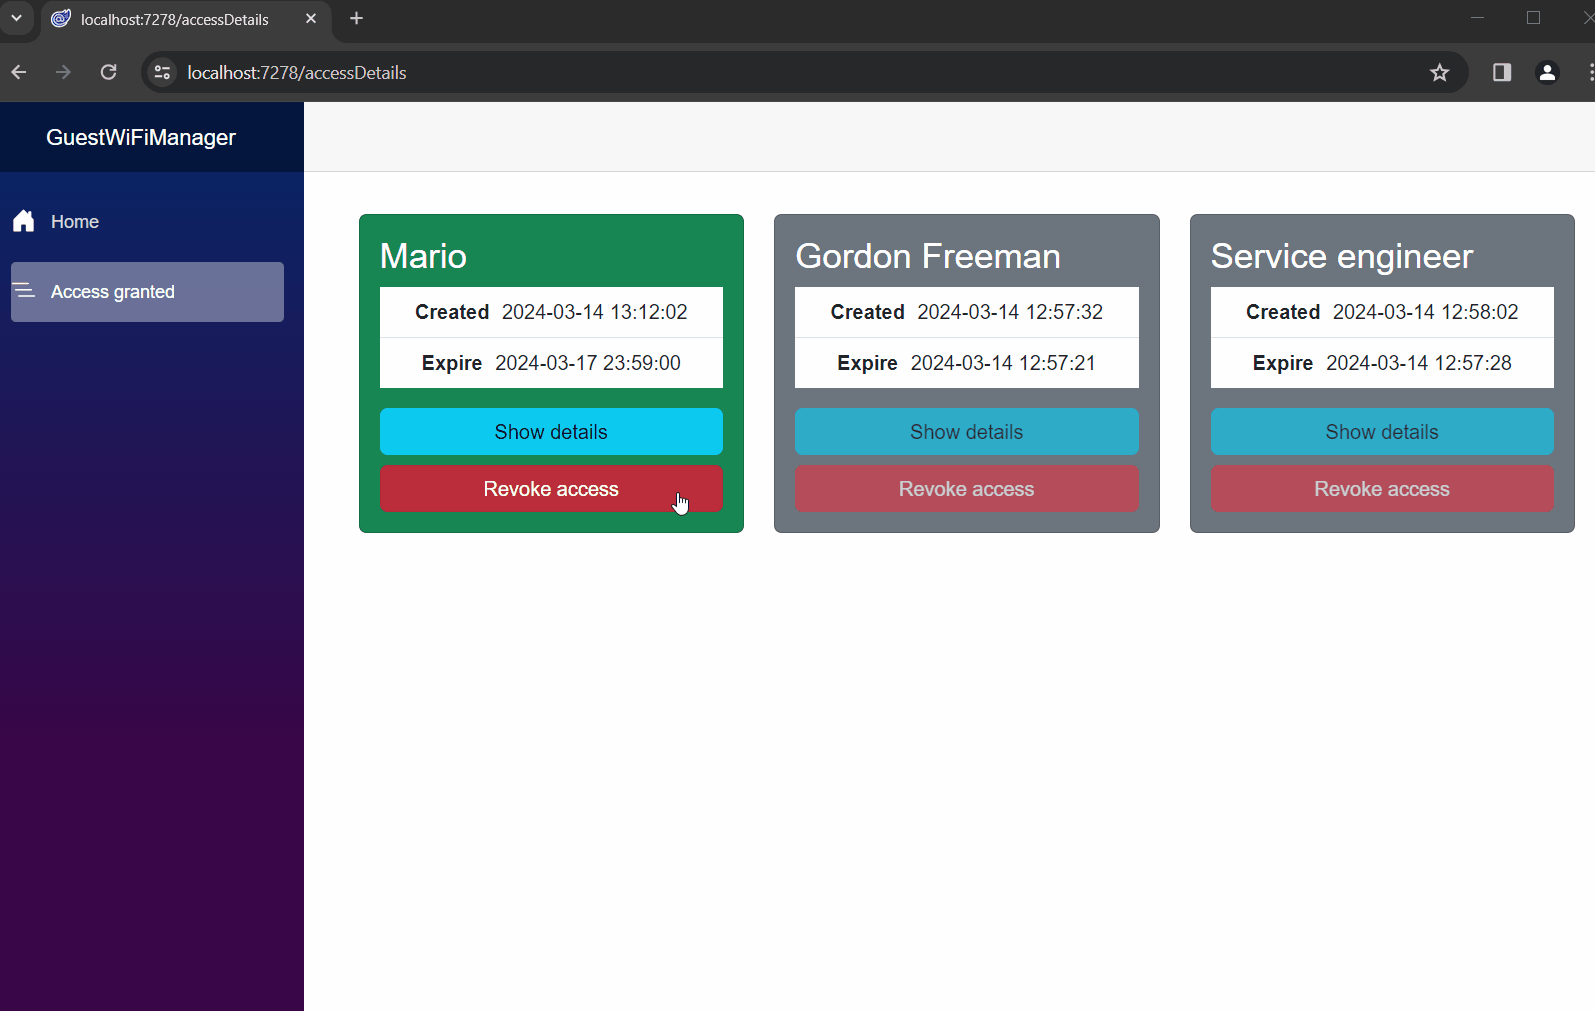 localhost:7278/accessDetails
localhost:7278/accessDetails
GuestWiFiManager
Home
Access granted
Mario
Created 2024-03-14 13:12:02
Expire 2024-03-17 23:59:00
Show details
Revoke access
Gordon Freeman
Created 2024-03-14 12:57:32
Expire 2024-03-14 12:57:21
Show details
Revoke access
Service engineer
Created 2024-03-14 12:58:02
Expire 2024-03-14 12:57:28
Show details
Revoke access